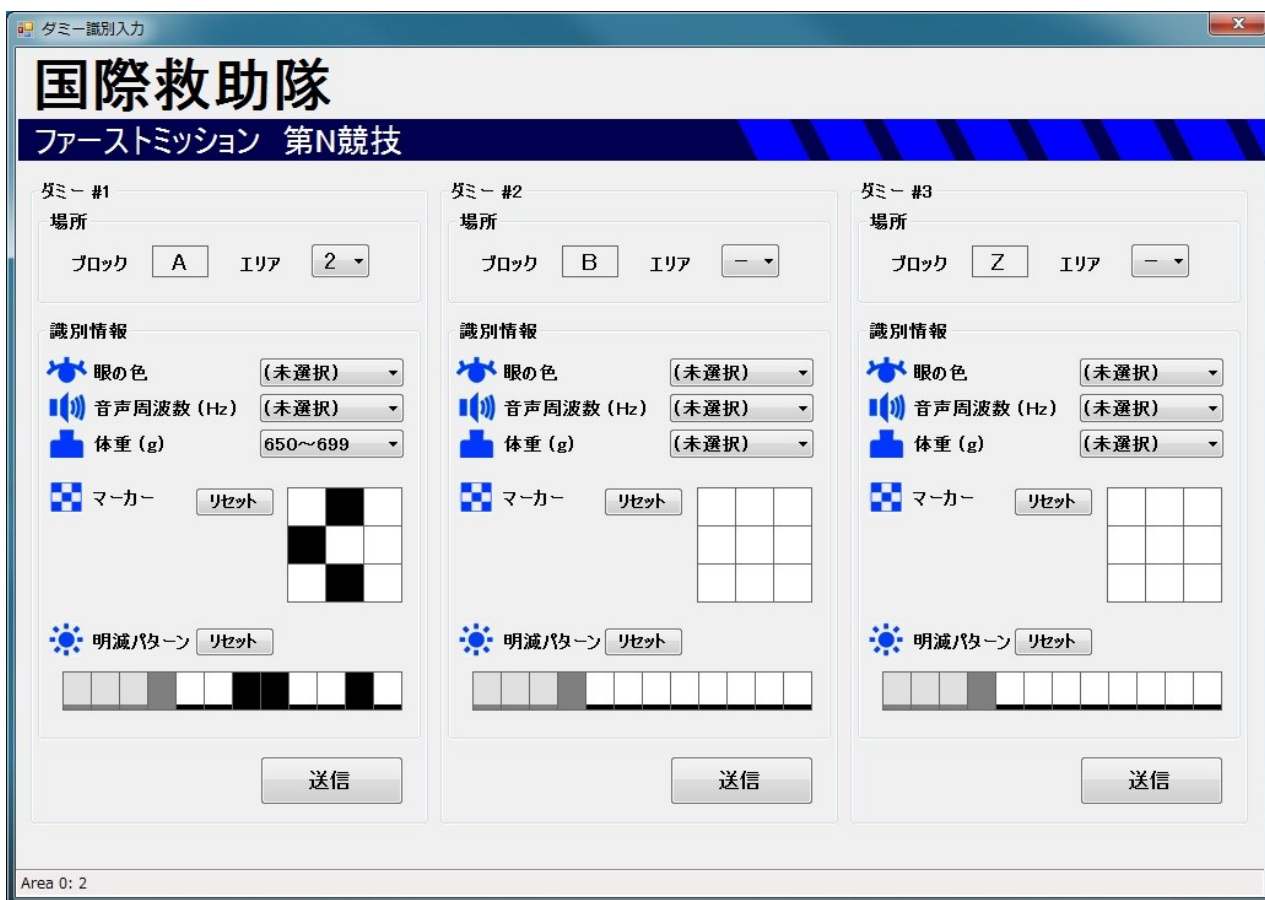 ダミー識別入力
国際救助隊
ファーストミッション 第N競技
ダミー #1
場所
ブロック A エリア 2
識別情報
眼の色 (未選択)
音声周波数 (Hz) (未選択)
体重 (g) 650~699
マーカー リセット
明滅パターン リセット
送信
ダミー #2
場所
ブロック B エリア -
識別情報
眼の色 (未選択)
音声周波数 (Hz) (未選択)
体重 (g) (未選択)
マーカー リセット
明滅パターン リセット
送信
ダミー #3
場所
ブロック Z エリア -
識別情報
眼の色 (未選択)
音声周波数 (Hz) (未選択)
体重 (g) (未選択)
マーカー リセット
明滅パターン リセット
送信
Area 0: 2